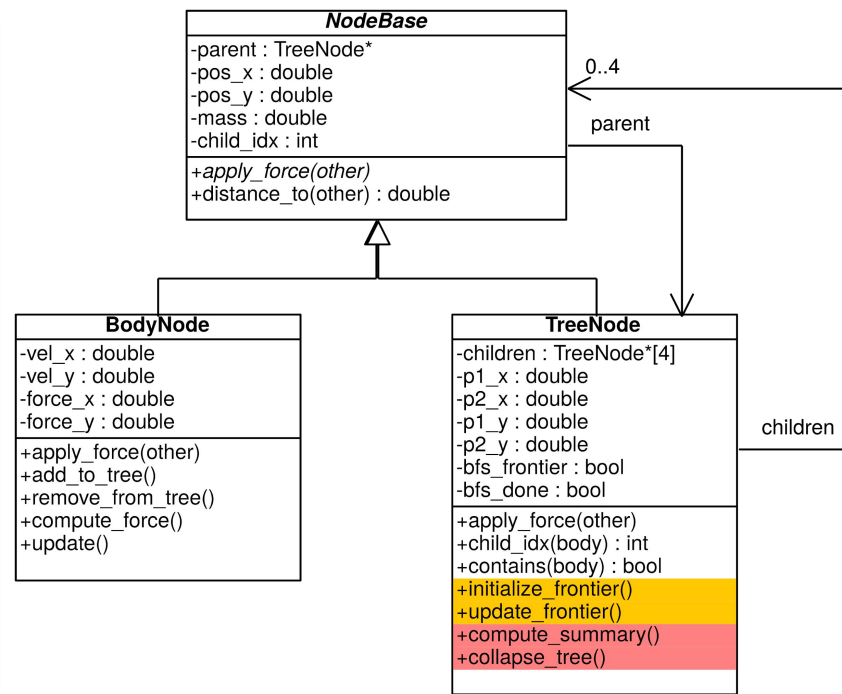 NodeBase
-parent : TreeNode*
-pos_x : double
-pos_y : double
-mass : double
-child_idx : int
+apply_force(other)
+distance_to(other) : double
0..4
parent
BodyNode
-vel_x : double
-vel_y : double
-force_x : double
-force_y : double
+apply_force(other)
+add_to_tree()
+remove_from_tree()
+compute_force()
+update()
TreeNode
-children : TreeNode*[4]
-p1_x : double
-p2_x : double
-p1_y : double
-p2_y : double
-bfs_frontier : bool
-bfs_done : bool
+apply_force(other)
+child_idx(body) : int
+contains(body) : bool
+initialize_frontier()
+update_frontier()
+compute_summary()
+collapse_tree()
children